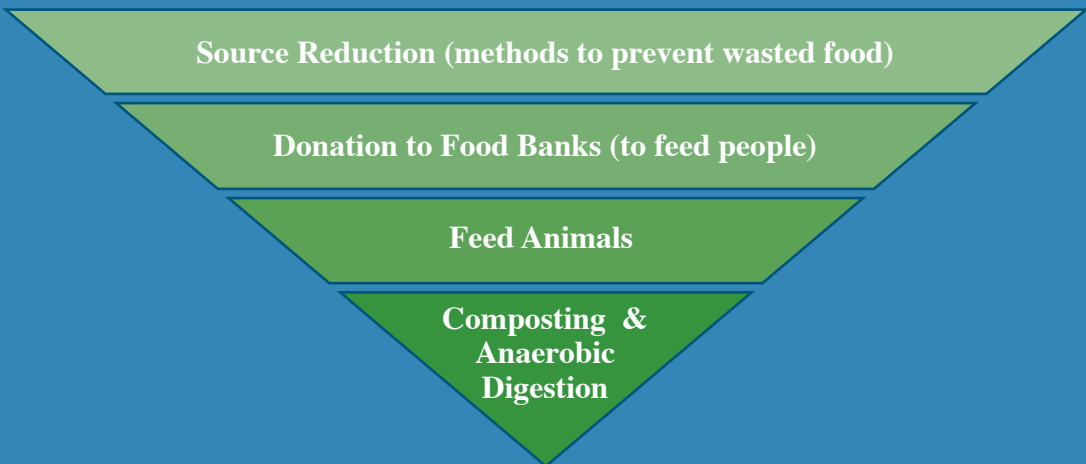 Source Reduction (methods to prevent wasted food)
Donation to Food Banks (to feed people)
Feed Animals
Composting & 
Anaerobic
Digestion